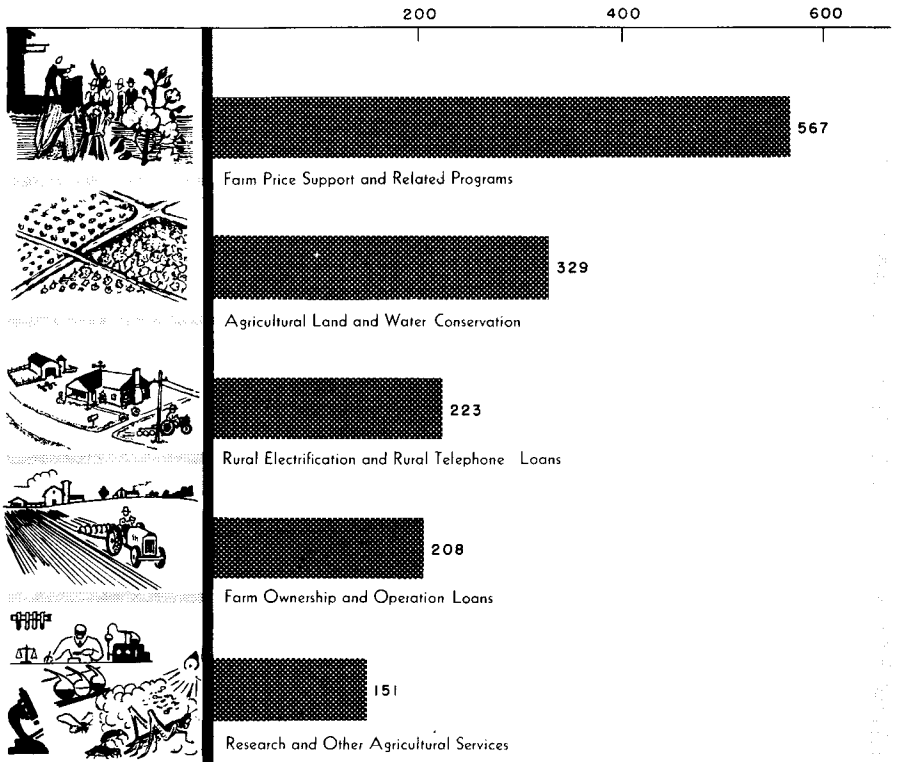 200 400 600
567
Farm Price Support and Related Programs
329
Agricultural Land and Water Conservation
223
Rural Electrification and Rural Telephone Loans
208
Farm Ownership and Operation Loans
151
Research and Other Agricultural Services